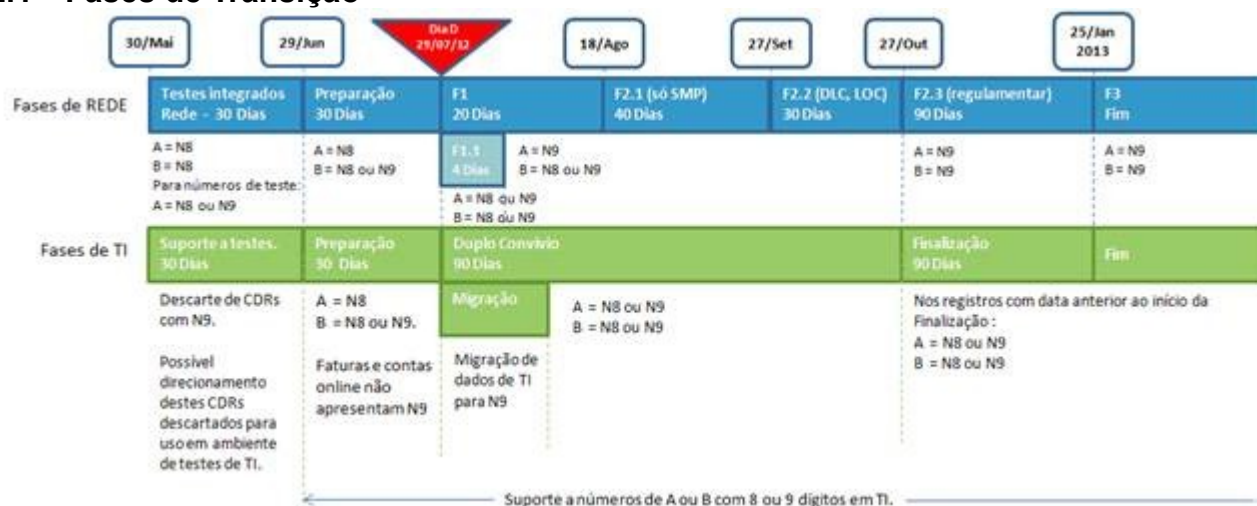 Fases de Transição
30/Mai
29/Jun
Dia D
29/07/12
18/Ago
27/Set
27/Out
25/Jan
2013
Fases de REDE
Testes integrados
Rede - 30 Dias
Preparação
30 Dias
F1
20 Dias
F2.1 (só SMP)
40 Dias
F2.2 (DLC, LOC)
30 Dias
F2.3 (regulamentar)
90 Dias
F3
Fim
A = N8
B = N8
Para números de teste:
A = N8 ou N9
A = N8
B = N8 ou N9
F1.1
4 Dias
A = N9
B = N8 ou N9
A = N8 ou N9
B = N8 ou N9
A = N9
B = N9
A = N9
B = N9
Fases de TI
Suporte a testes.
30 Dias
Preparação
30 Dias
Duplo Convívio
90 Dias
Finalização
90 Dias
Fim
Descarte de CDRs
com N9.
Possível
direcionamento
destes CDRs
descartados para
uso em ambiente
de testes de TI.
A = N8
B = N8 ou N9.
Faturas e contas
online não
apresentam N9
Migração
Migração de
dados de TI
para N9
A = N8 ou N9
B = N8 ou N9
Nos registros com data anterior ao início da
Finalização :
A = N8 ou N9
B = N8 ou N9
Suporte a números de A ou B com 8 ou 9 dígitos em TI.